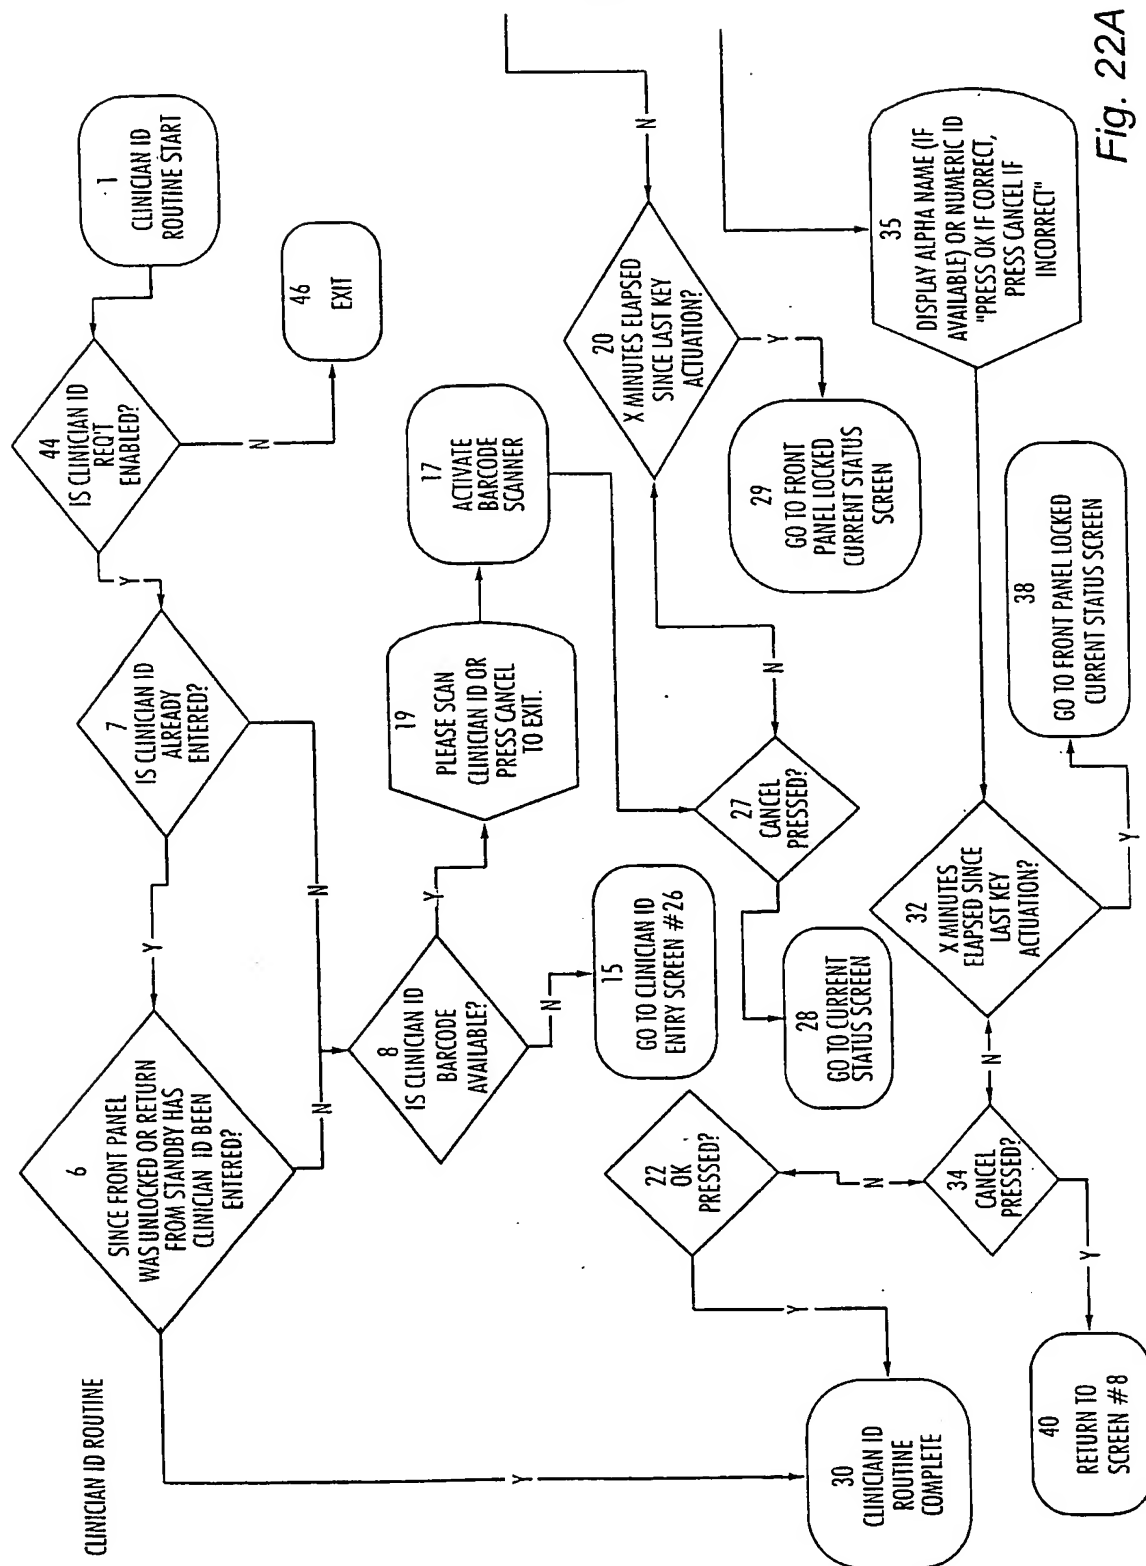 CLINICIAN ID ROUTINE
1
CLINICIAN ID
ROUTINE START
44
IS CLINICIAN ID
REQ'T
ENABLED?
N
46
EXIT
Y
7
IS CLINICIAN ID
ALREADY
ENTERED?
N
Y
6
SINCE FRONT PANEL
WAS UNLOCKED OR RETURN
FROM STANDBY HAS
CLINICIAN ID BEEN
ENTERED?
N
Y
8
IS CLINICIAN ID
BARCODE
AVAILABLE?
Y
N
19
PLEASE SCAN
CLINICIAN ID OR
PRESS CANCEL
TO EXIT.
17
ACTIVATE
BARCODE
SCANNER
15
GO TO CLINICIAN ID
ENTRY SCREEN #26
27
CANCEL
PRESSED?
N
28
GO TO CURRENT
STATUS SCREEN
20
X MINUTES ELAPSED
SINCE LAST KEY
ACTUATION?
N
Y
29
GO TO FRONT
PANEL LOCKED
CURRENT STATUS
SCREEN
35
DISPLAY ALPHA NAME (IF
AVAILABLE) OR NUMERIC ID
"PRESS OK IF CORRECT,
PRESS CANCEL IF
INCORRECT"
32
X MINUTES
ELAPSED SINCE
LAST KEY
ACTUATION?
Y
38
GO TO FRONT PANEL LOCKED
CURRENT STATUS SCREEN
N
34
CANCEL
PRESSED?
N
Y
22
OK
PRESSED?
Y
30
CLINICIAN ID
ROUTINE
COMPLETE
40
RETURN TO
SCREEN #8
Fig. 22A